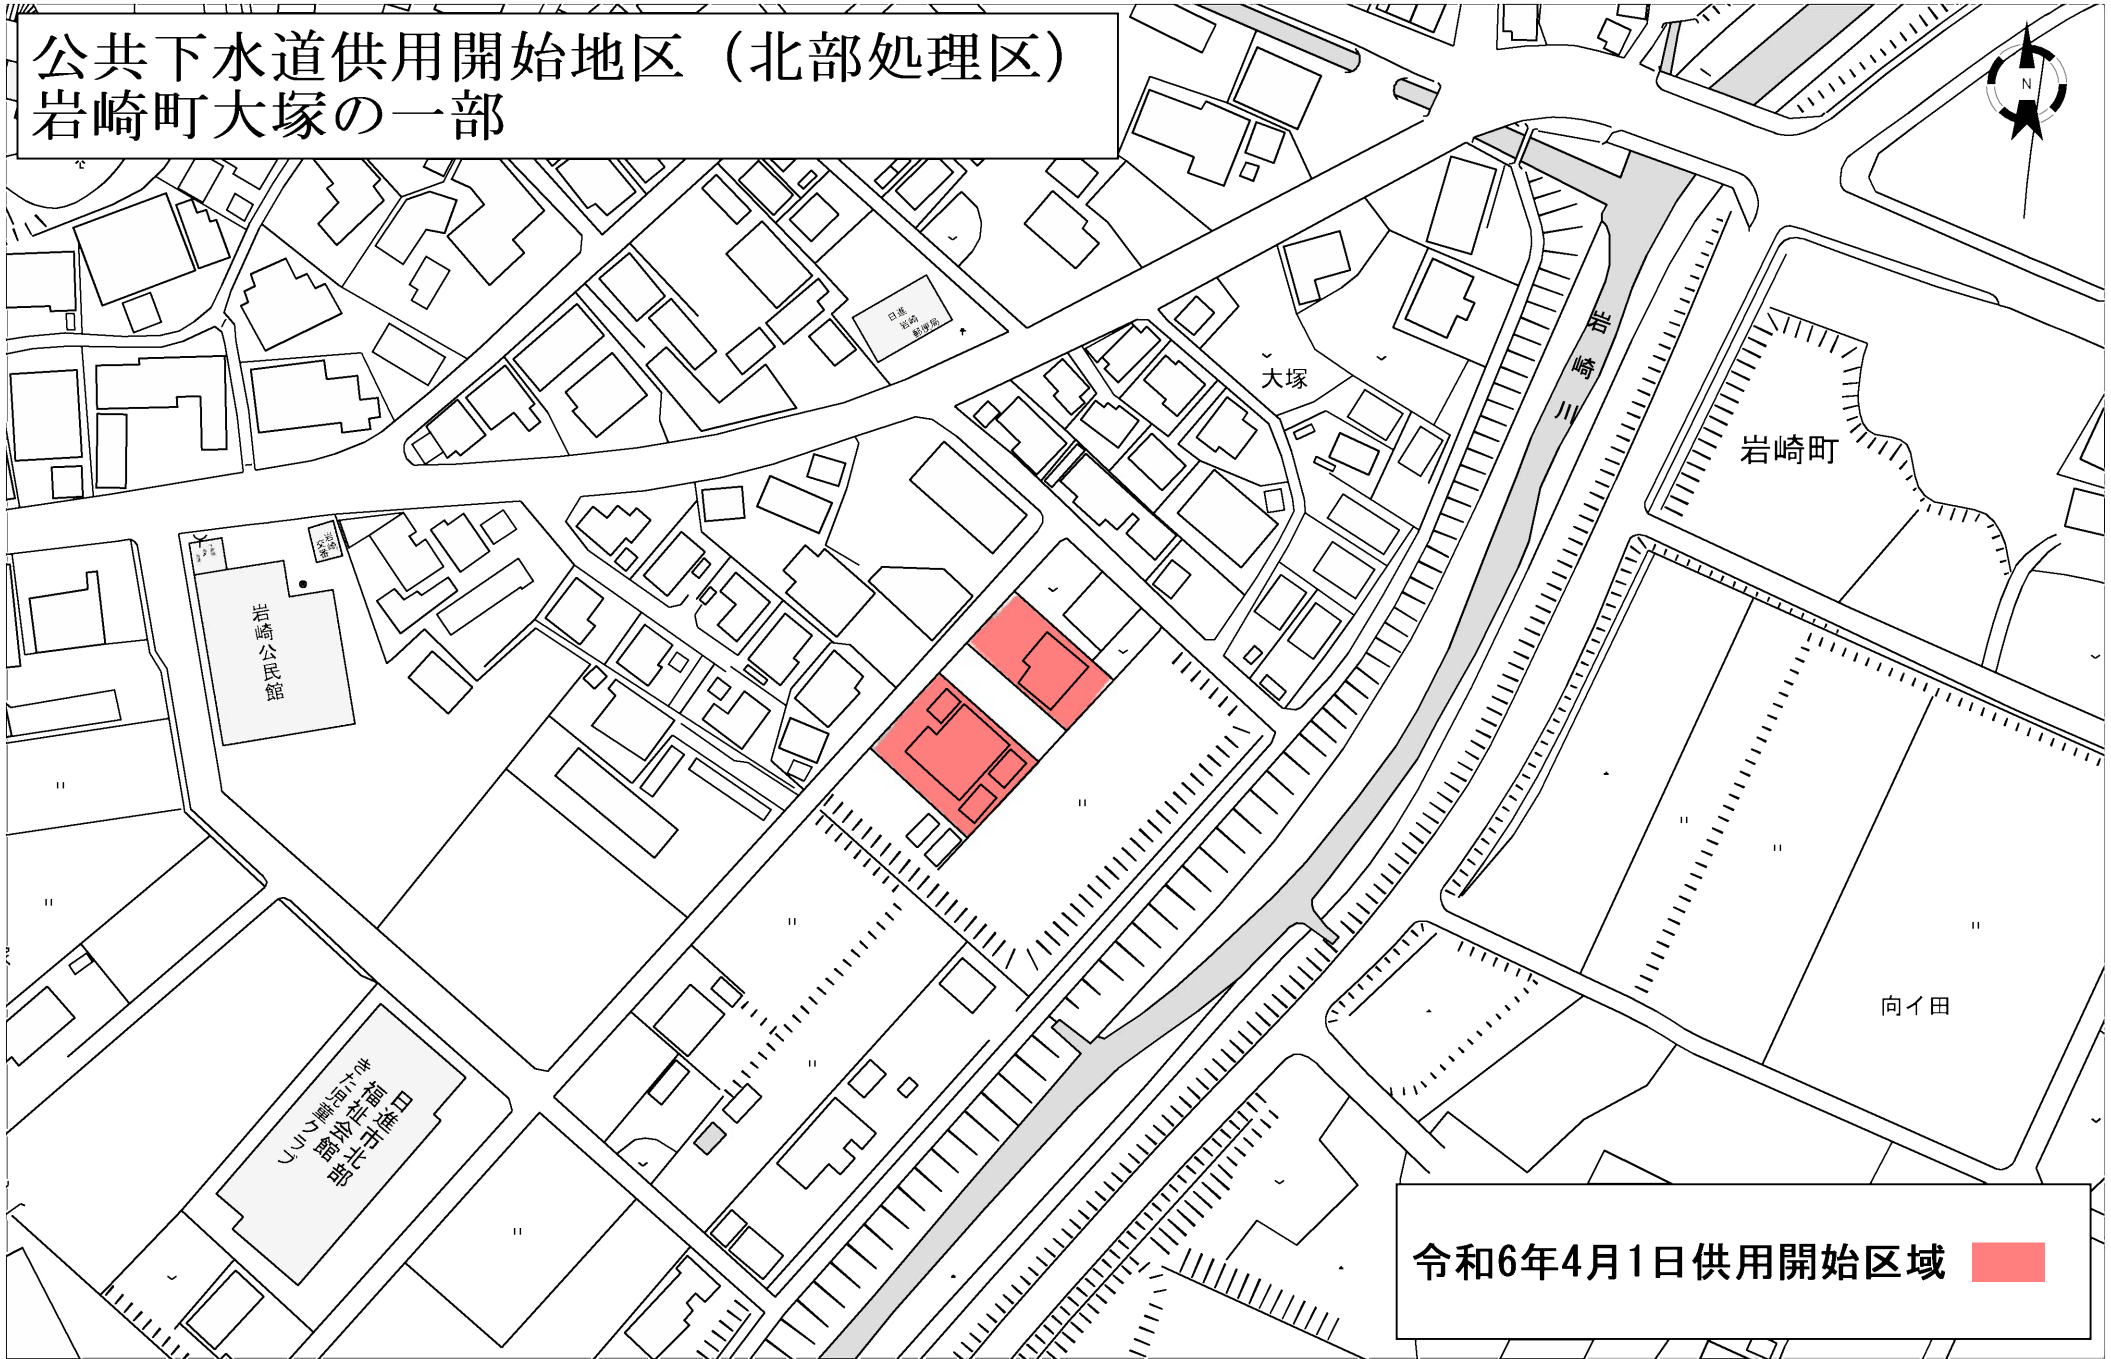 公共下水道供用開始地区（北部処理区）
岩崎町大塚の一部
N
日進
岩崎
郵便局
大塚
岩
崎
川
岩崎町
岩崎公民館
向イ田
日進市北部
福祉会館
きた児童クラブ
令和6年4月1日供用開始区域